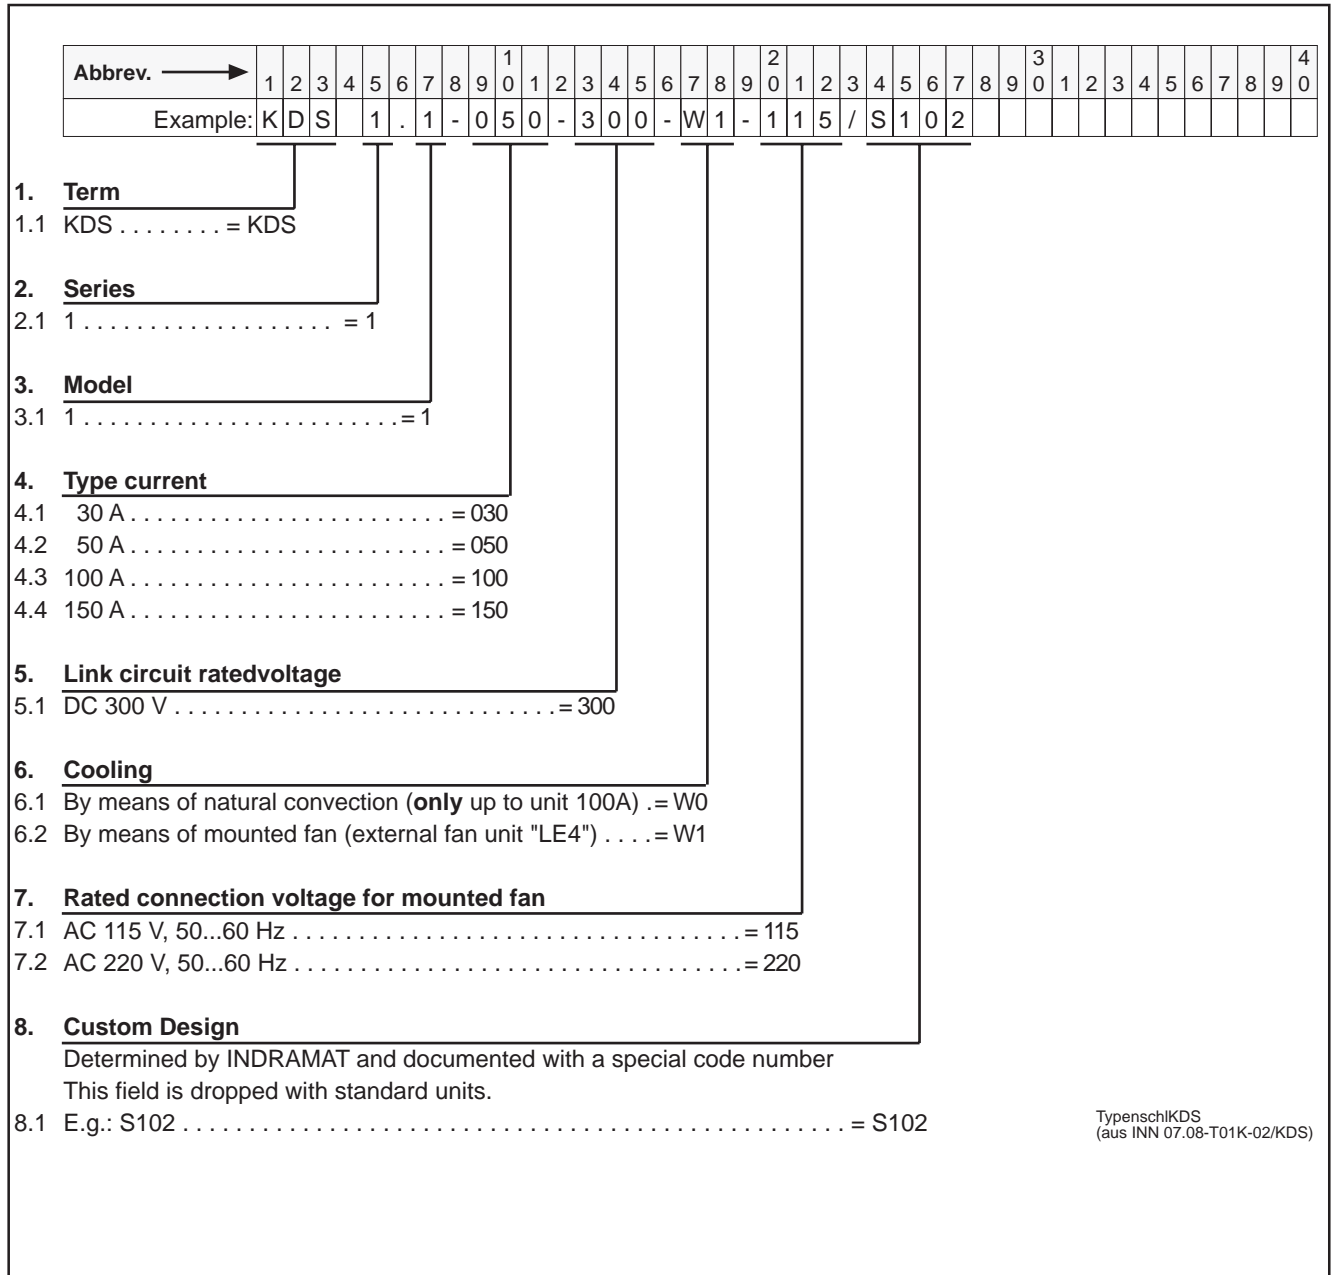 Abbrev. 1 2 3 4 5 6 7 8 9 10 1 2 3 4 5 6 7 8 9 20 1 2 3 4 5 6 7 8 9 30 1 2 3 4 5 6 7 8 9 40
Example: K D S 1 . 1 - 0 5 0 - 3 0 0 - W 1 - 1 1 5 / S 1 0 2
1. Term
1.1 KDS . . . . . . . . = KDS
2. Series
2.1 1 . . . . . . . . . . . . . . . . . . . = 1
3. Model
3.1 1 . . . . . . . . . . . . . . . . . . . . . . . . = 1
4. Type current
4.1 30 A . . . . . . . . . . . . . . . . . . . . . . . . = 030
4.2 50 A . . . . . . . . . . . . . . . . . . . . . . . . = 050
4.3 100 A . . . . . . . . . . . . . . . . . . . . . . . . = 100
4.4 150 A . . . . . . . . . . . . . . . . . . . . . . . . = 150
5. Link circuit ratedvoltage
5.1 DC 300 V . . . . . . . . . . . . . . . . . . . . . . . . . . . . . = 300
6. Cooling
6.1 By means of natural convection (only up to unit 100A) . = W0
6.2 By means of mounted fan (external fan unit "LE4") . . . . = W1
7. Rated connection voltage for mounted fan
7.1 AC 115 V, 50...60 Hz . . . . . . . . . . . . . . . . . . . . . . . . . . . . . . . . . . = 115
7.2 AC 220 V, 50...60 Hz . . . . . . . . . . . . . . . . . . . . . . . . . . . . . . . . . . = 220
8. Custom Design
Determined by INDRAMAT and documented with a special code number
This field is dropped with standard units.
8.1 E.g.: S102 . . . . . . . . . . . . . . . . . . . . . . . . . . . . . . . . . . . . . . . . . . . . . . . . . . = S102
TypenschlKDS
(aus INN 07.08-T01K-02/KDS)